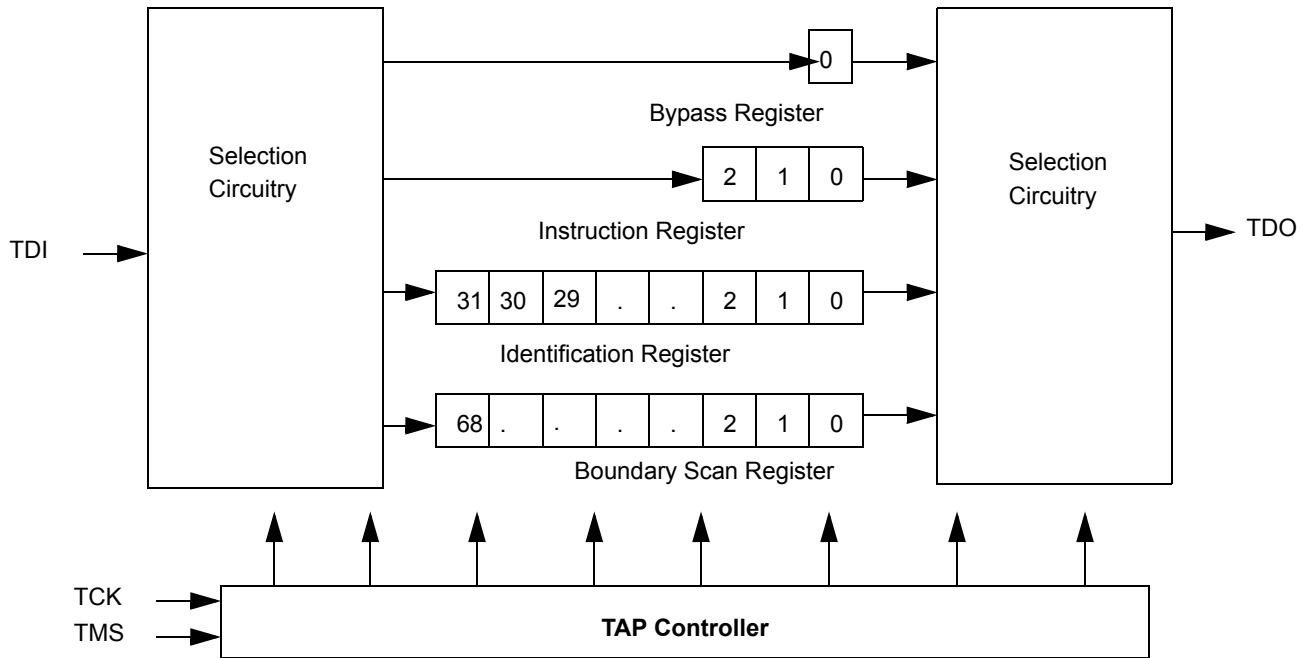 0
Bypass Register
Selection
Circuitry
Selection
Circuitry
2 1 0
Instruction Register
TDI
TDO
31 30 29 . . 2 1 0
Identification Register
68 . . . . 2 1 0
Boundary Scan Register
TCK
TMS
TAP Controller